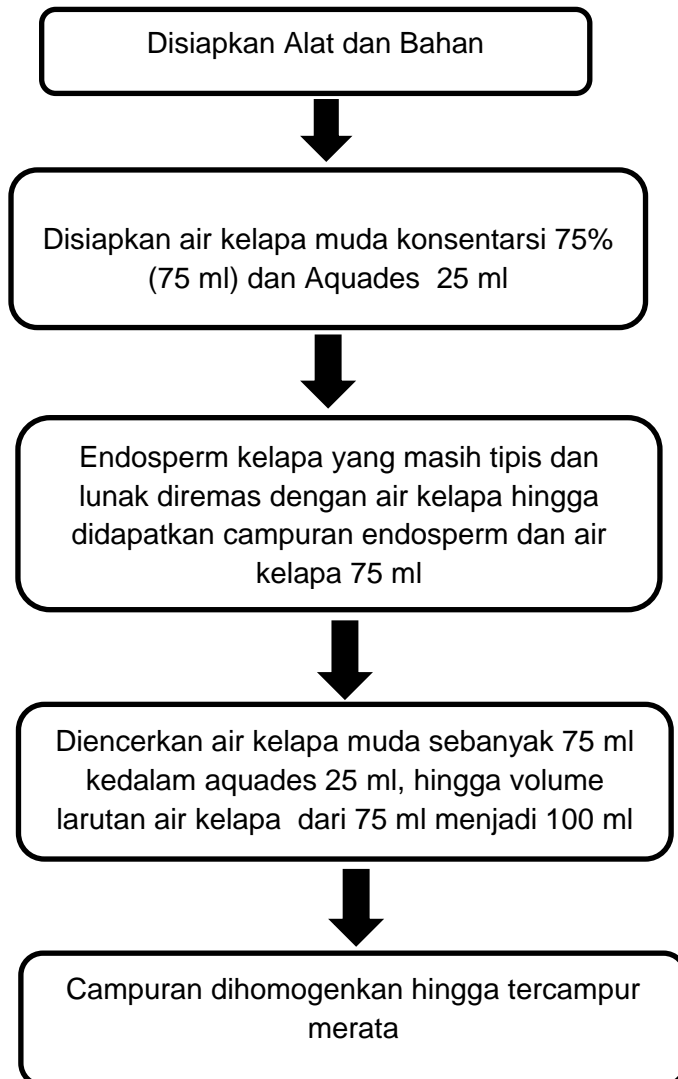 Disiapkan Alat dan Bahan
Disiapkan air kelapa muda konsentarsi 75%
(75 ml) dan Aquades 25 ml
Endosperm kelapa yang masih tipis dan
lunak diremas dengan air kelapa hingga
didapatkan campuran endosperm dan air
kelapa 75 ml
Diencerkan air kelapa muda sebanyak 75 ml
kedalam aquades 25 ml, hingga volume
larutan air kelapa dari 75 ml menjadi 100 ml
Campuran dihomogenkan hingga tercampur
merata